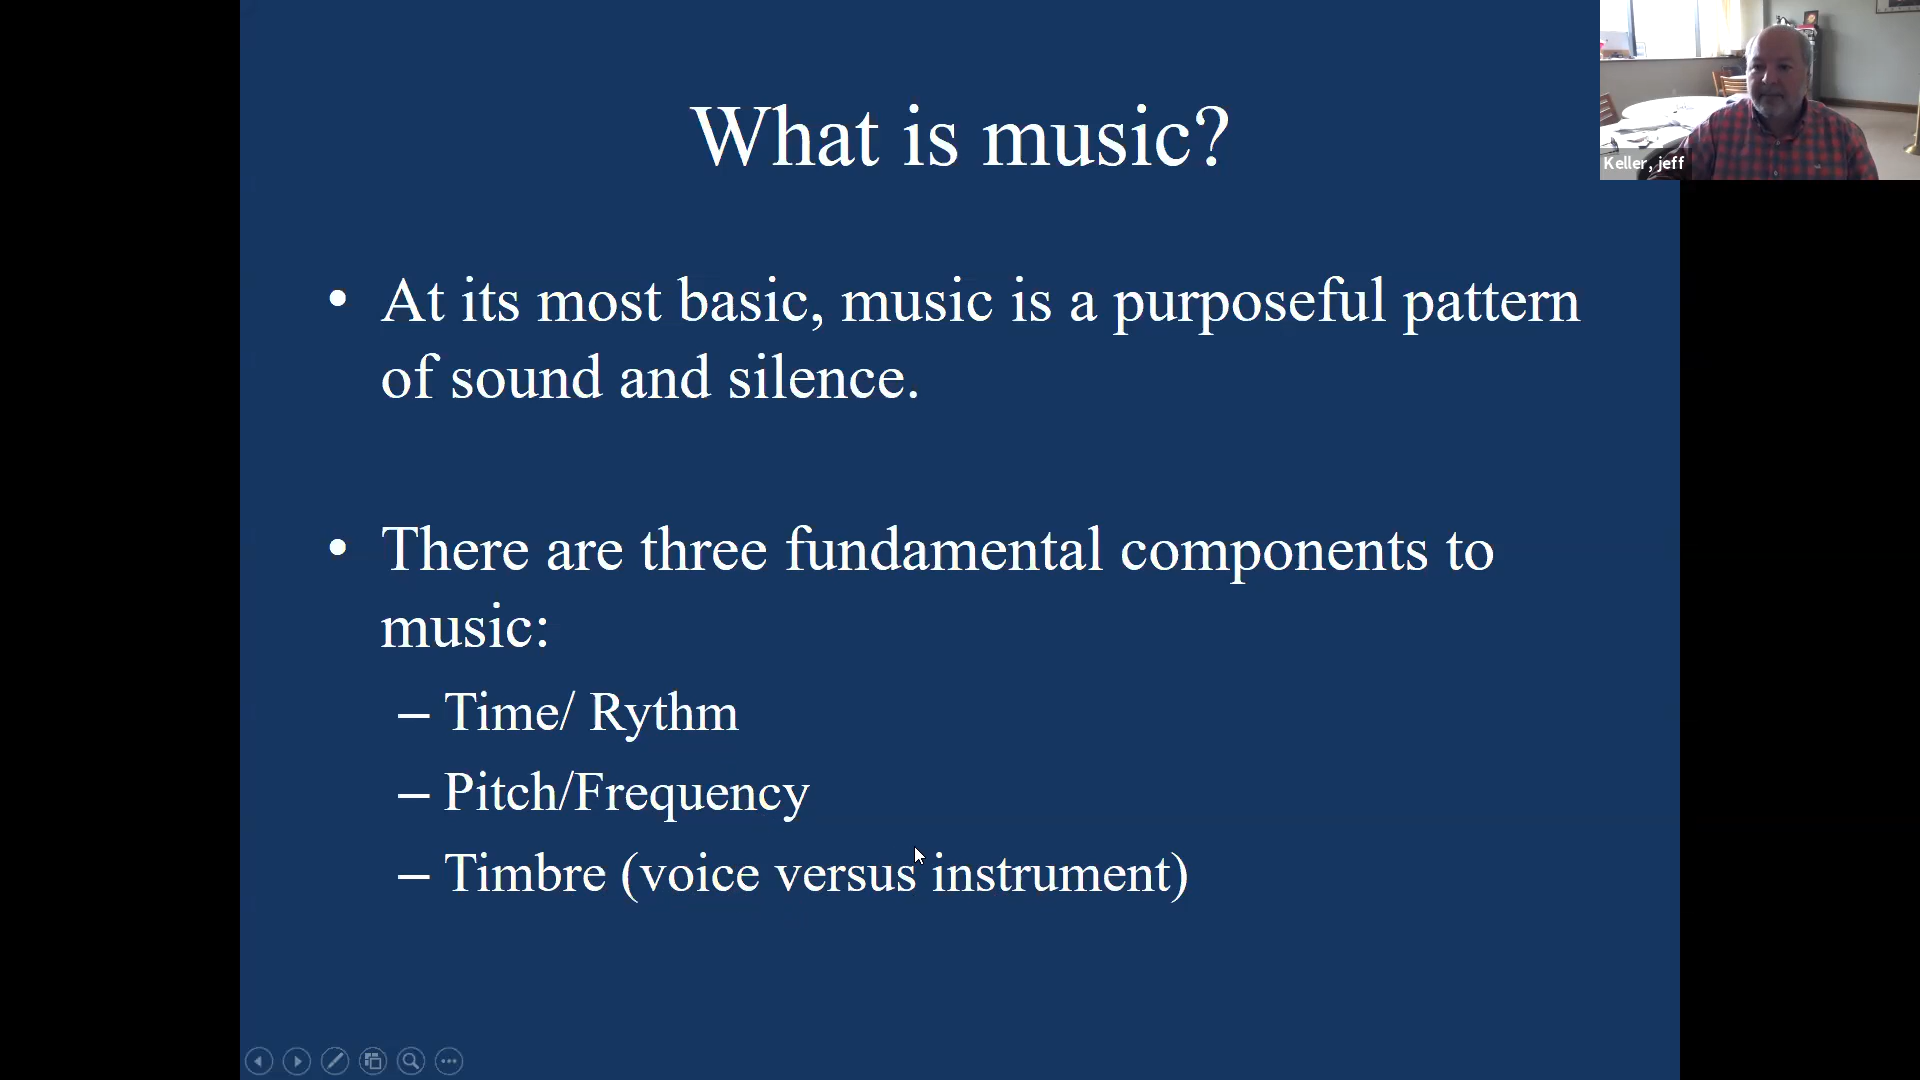 What is music?
Keller, jeff
• At its most basic, music is a purposeful pattern
of sound and silence.
• There are three fundamental components to
music:
– Time/ Rythm
– Pitch/Frequency
– Timbre (voice versus instrument)